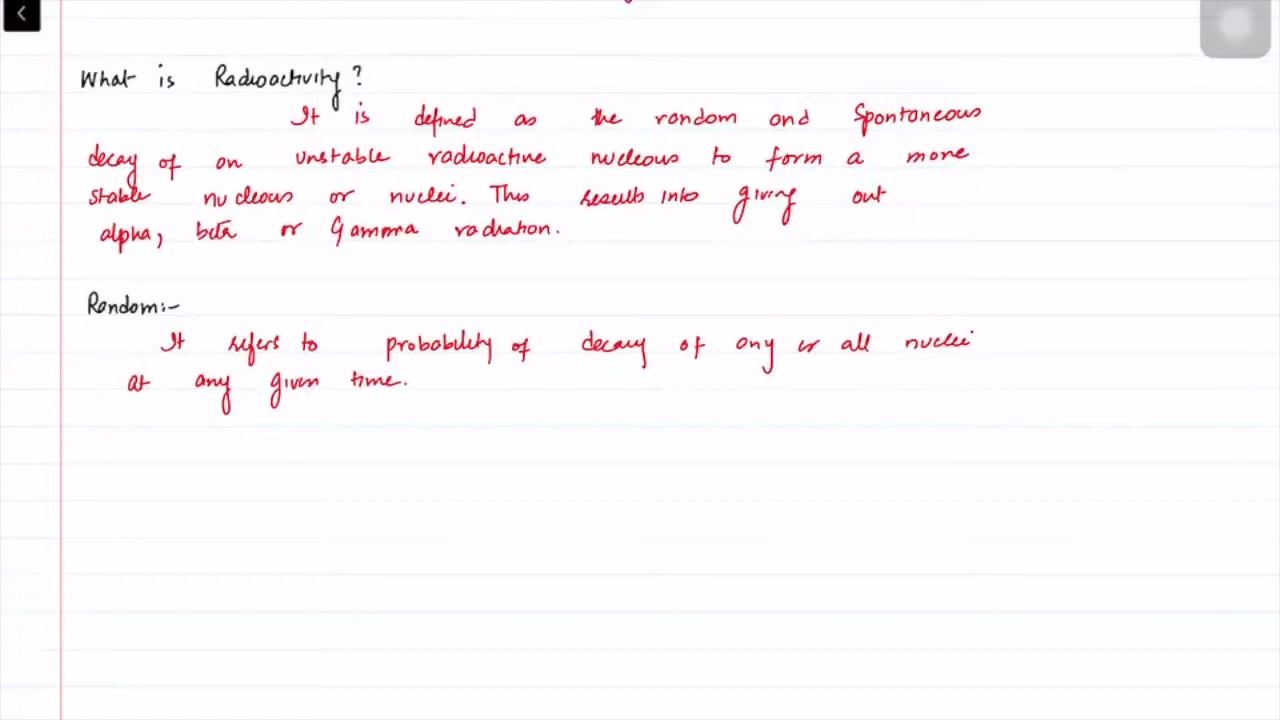 What is Radioactivity?
It is defined as the random and Spontaneous
decay of an unstable radioactive nucleous to form a more
stable nucleous or nuclei. This results into giving out
alpha, beta or Gamma radiation.
Random:-
It refers to probability of decay of any or all nuclei
at any given time.